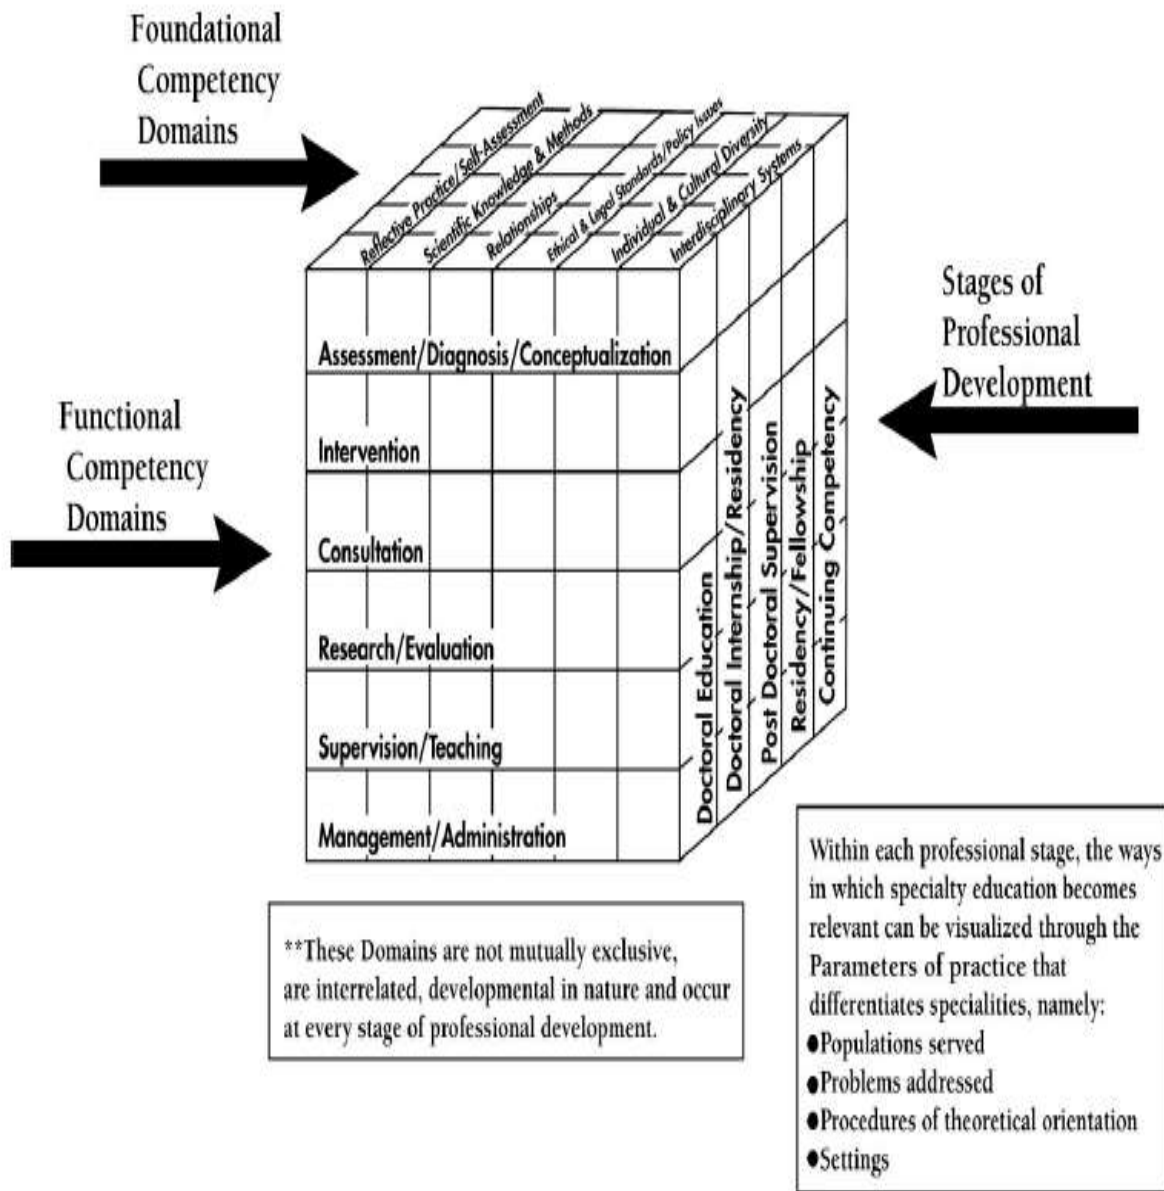 Foundational
Competency
Domains
Reflective Practice/Self-Assessment
Scientific Knowledge & Methods
Relationships
Ethical & Legal Standards/Policy Issues
Individual & Cultural Diversity
Interdisciplinary Systems
Stages of
Professional
Development
Functional
Competency
Domains
Assessment/Diagnosis/Conceptualization
Intervention
Consultation
Research/Evaluation
Supervision/Teaching
Management/Administration
Doctoral Education
Doctoral Internship/Residency
Post Doctoral Supervision
Residency/Fellowship
Continuing Competency
**These Domains are not mutually exclusive,
are interrelated, developmental in nature and occur
at every stage of professional development.
Within each professional stage, the ways
in which specialty education becomes
relevant can be visualized through the
Parameters of practice that
differentiates specialities, namely:
●Populations served
●Problems addressed
●Procedures of theoretical orientation
●Settings